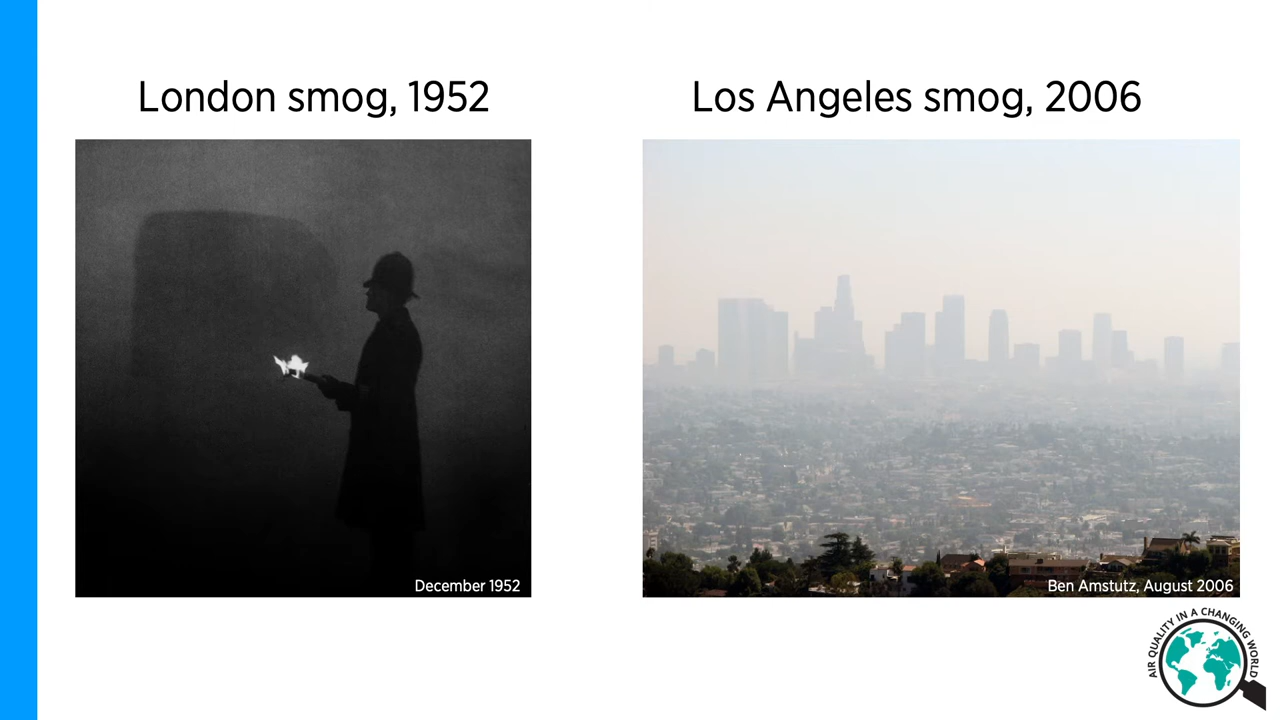 London smog, 1952
Los Angeles smog, 2006
December 1952
Ben Amstutz, August 2006
AIR QUALITY IN A CHANGING WORLD